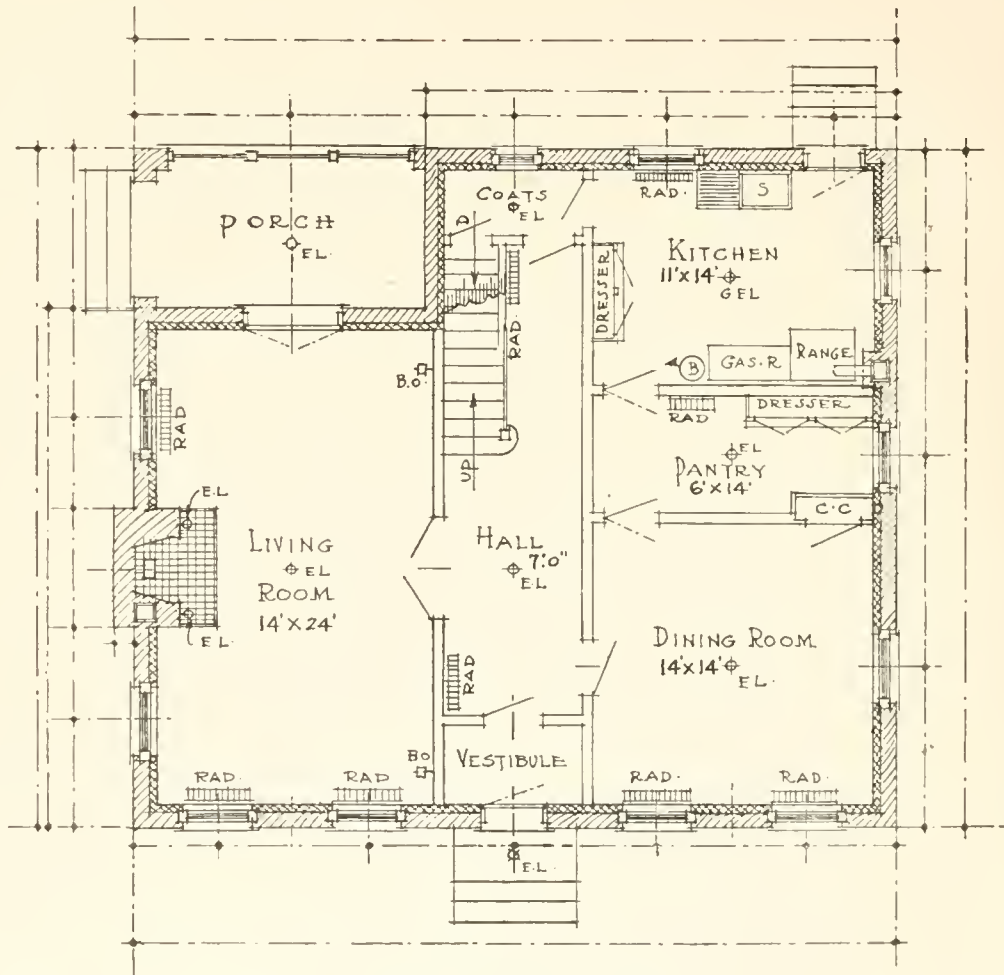 COATS
EL
RAD.
S
PORCH
EL.
D
KITCHEN
11'x14'
G EL
DRESSER
RAD
B
GAS-R
RANGE
B.O.
RAD
DRESSER
RAD
UP
EL
PANTRY
6'x14'
C.C
E.L
LIVING
EL
ROOM
14'X24'
E.L.
HALL
7'.0"
E.L.
DINING ROOM
14'x14'
EL.
RAD
VESTIBULE
B.O
RAD.
RAD
RAD.
RAD.
E.L.